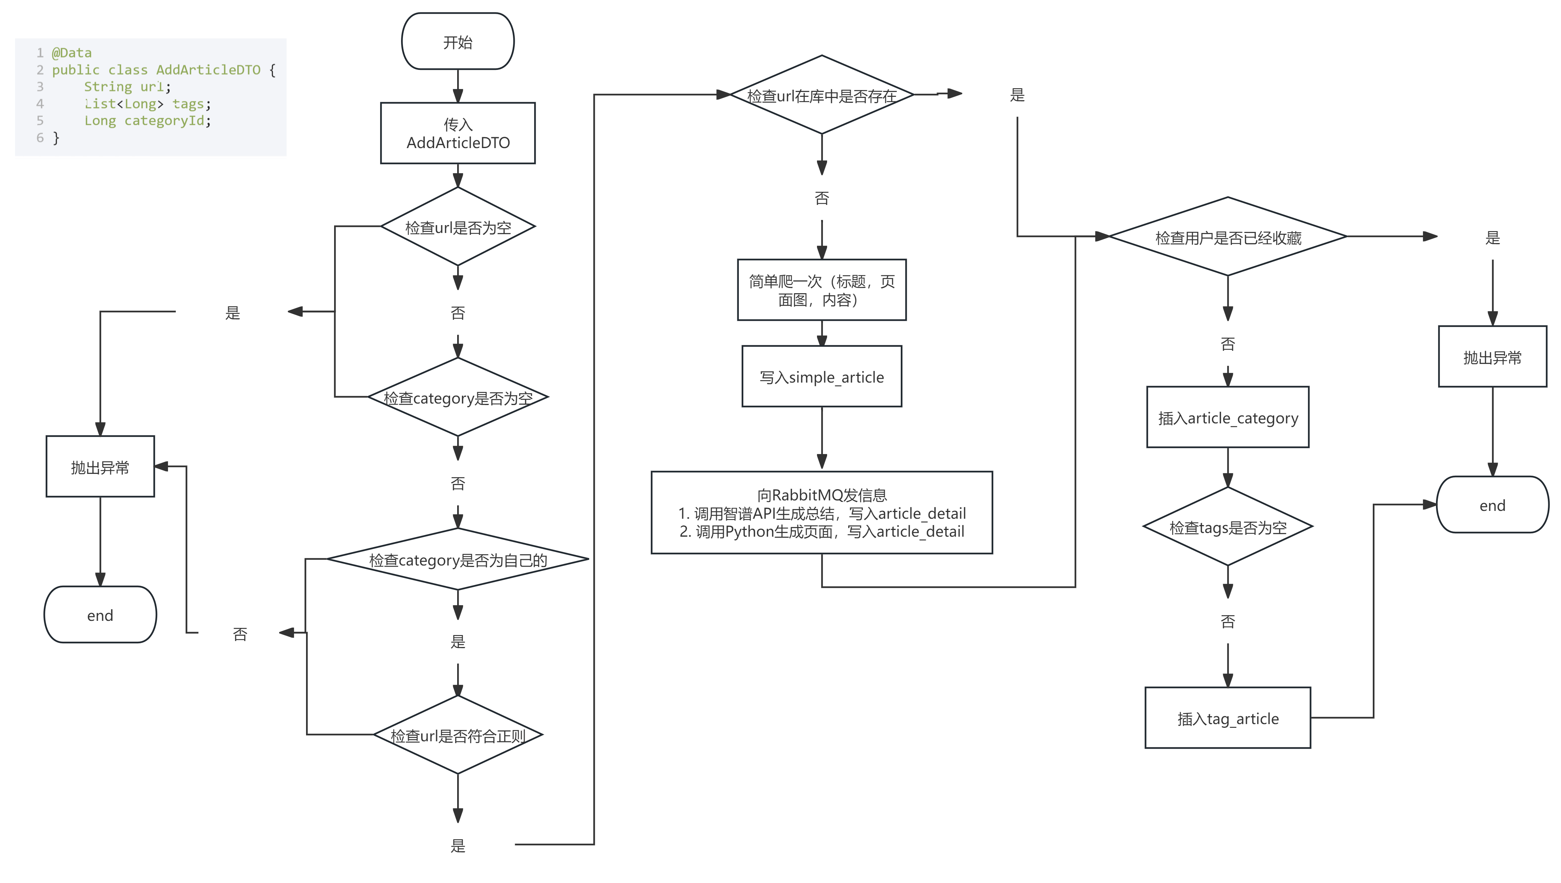 1 @Data
2 public class AddArticleDTO {
3 String url;
4 List<Long> tags;
5 Long categoryId;
6 }
开始
传入
AddArticleDTO
检查url是否为空
是
否
检查category是否为空
否
抛出异常
end
检查category是否为自己的
否
是
检查url是否符合正则
是
检查url在库中是否存在
是
否
简单爬一次（标题，页
面图，内容）
写入simple_article
向RabbitMQ发信息
1. 调用智谱API生成总结，写入article_detail
2. 调用Python生成页面，写入article_detail
检查用户是否已经收藏
是
否
抛出异常
end
插入article_category
检查tags是否为空
否
插入tag_article